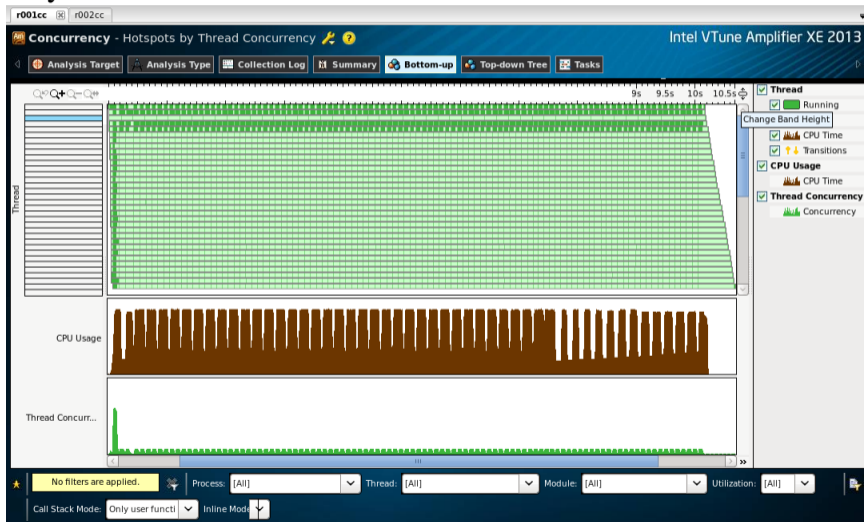 r001cc r002cc
Concurrency - Hotspots by Thread Concurrency Intel VTune Amplifier XE 2013
Analysis Target Analysis Type Collection Log Summary Bottom-up Top-down Tree Tasks
9s 9.5s 10s 10.5s
Thread
Running
Change Band Height
CPU Time
Transitions
CPU Usage
CPU Time
Thread Concurrency
Concurrency
Thread
CPU Usage
Thread Concurr...
No filters are applied. Process: [All] Thread: [All] Module: [All] Utilization: [All]
Call Stack Mode: Only user functi Inline Mode